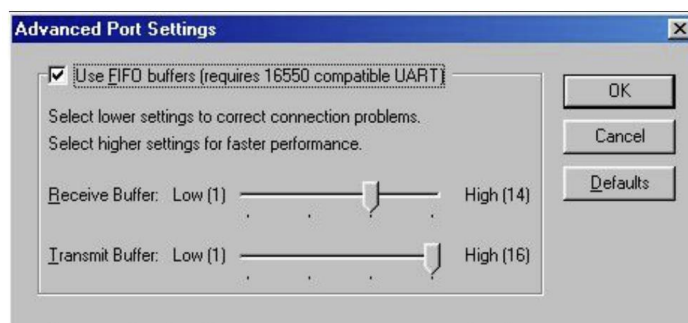 Advanced Port Settings
Use FIFO buffers (requires 16550 compatible UART)
Select lower settings to correct connection problems.
Select higher settings for faster performance.
Receive Buffer: Low (1) High (14)
Transmit Buffer: Low (1) High (16)
OK
Cancel
Defaults